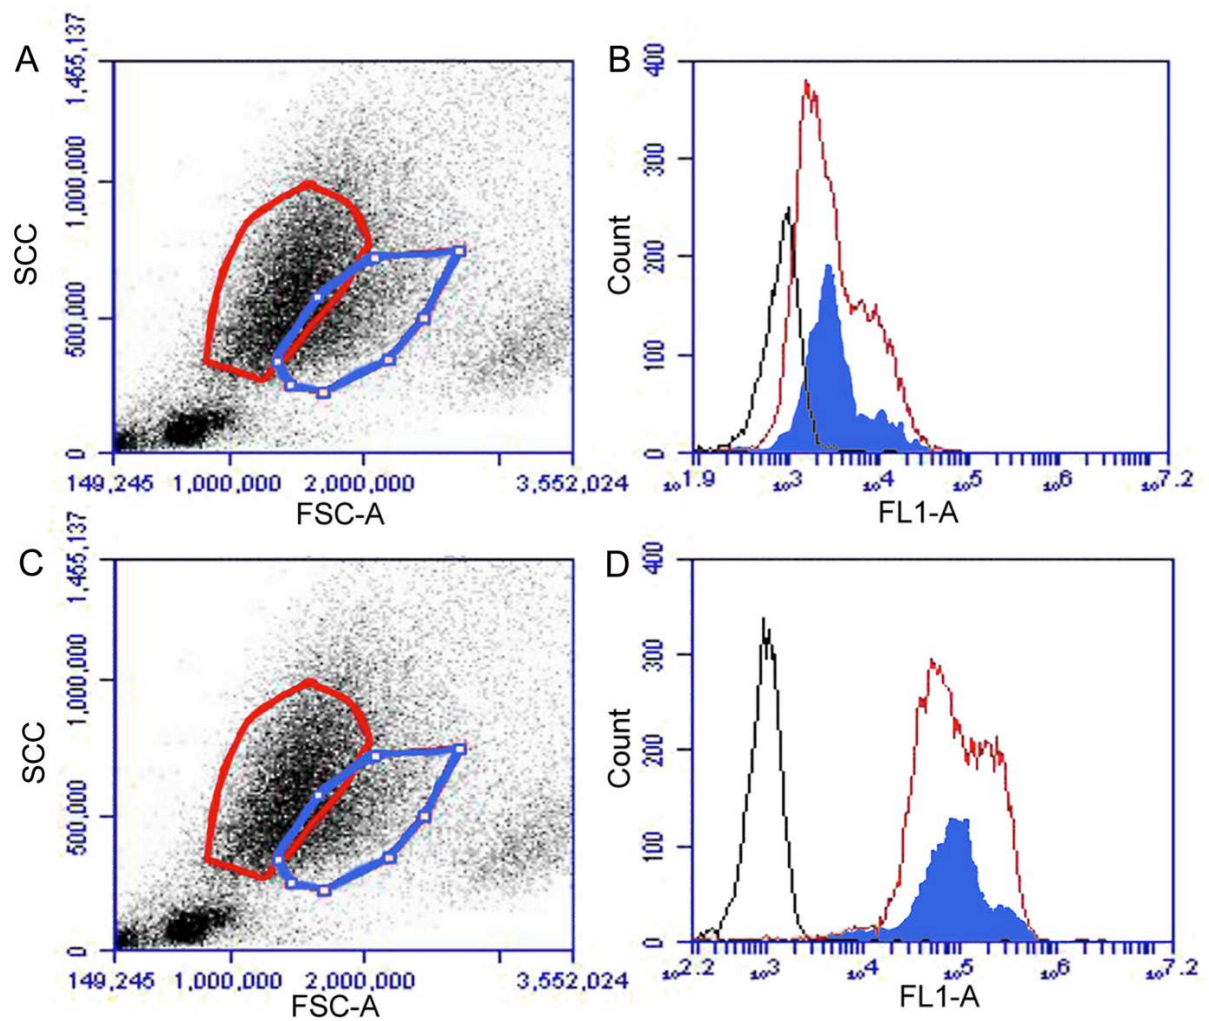 A
SCC
1,455,137
1,000,000
500,000
0
149,245 1,000,000 2,000,000 3,552,024
FSC-A
B
Count
400
300
200
100
0
10^1.9 10^3 10^4 10^5 10^6 10^7.2
FL1-A
C
SCC
1,455,137
1,000,000
500,000
0
149,245 1,000,000 2,000,000 3,552,024
FSC-A
D
Count
400
300
200
100
0
10^2.2 10^3 10^4 10^5 10^6 10^7.2
FL1-A